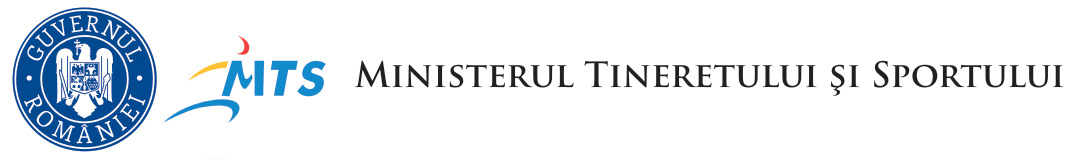 GUVERNUL ROMÂNIEI
MTS
MINISTERUL TINERETULUI ŞI SPORTULUI